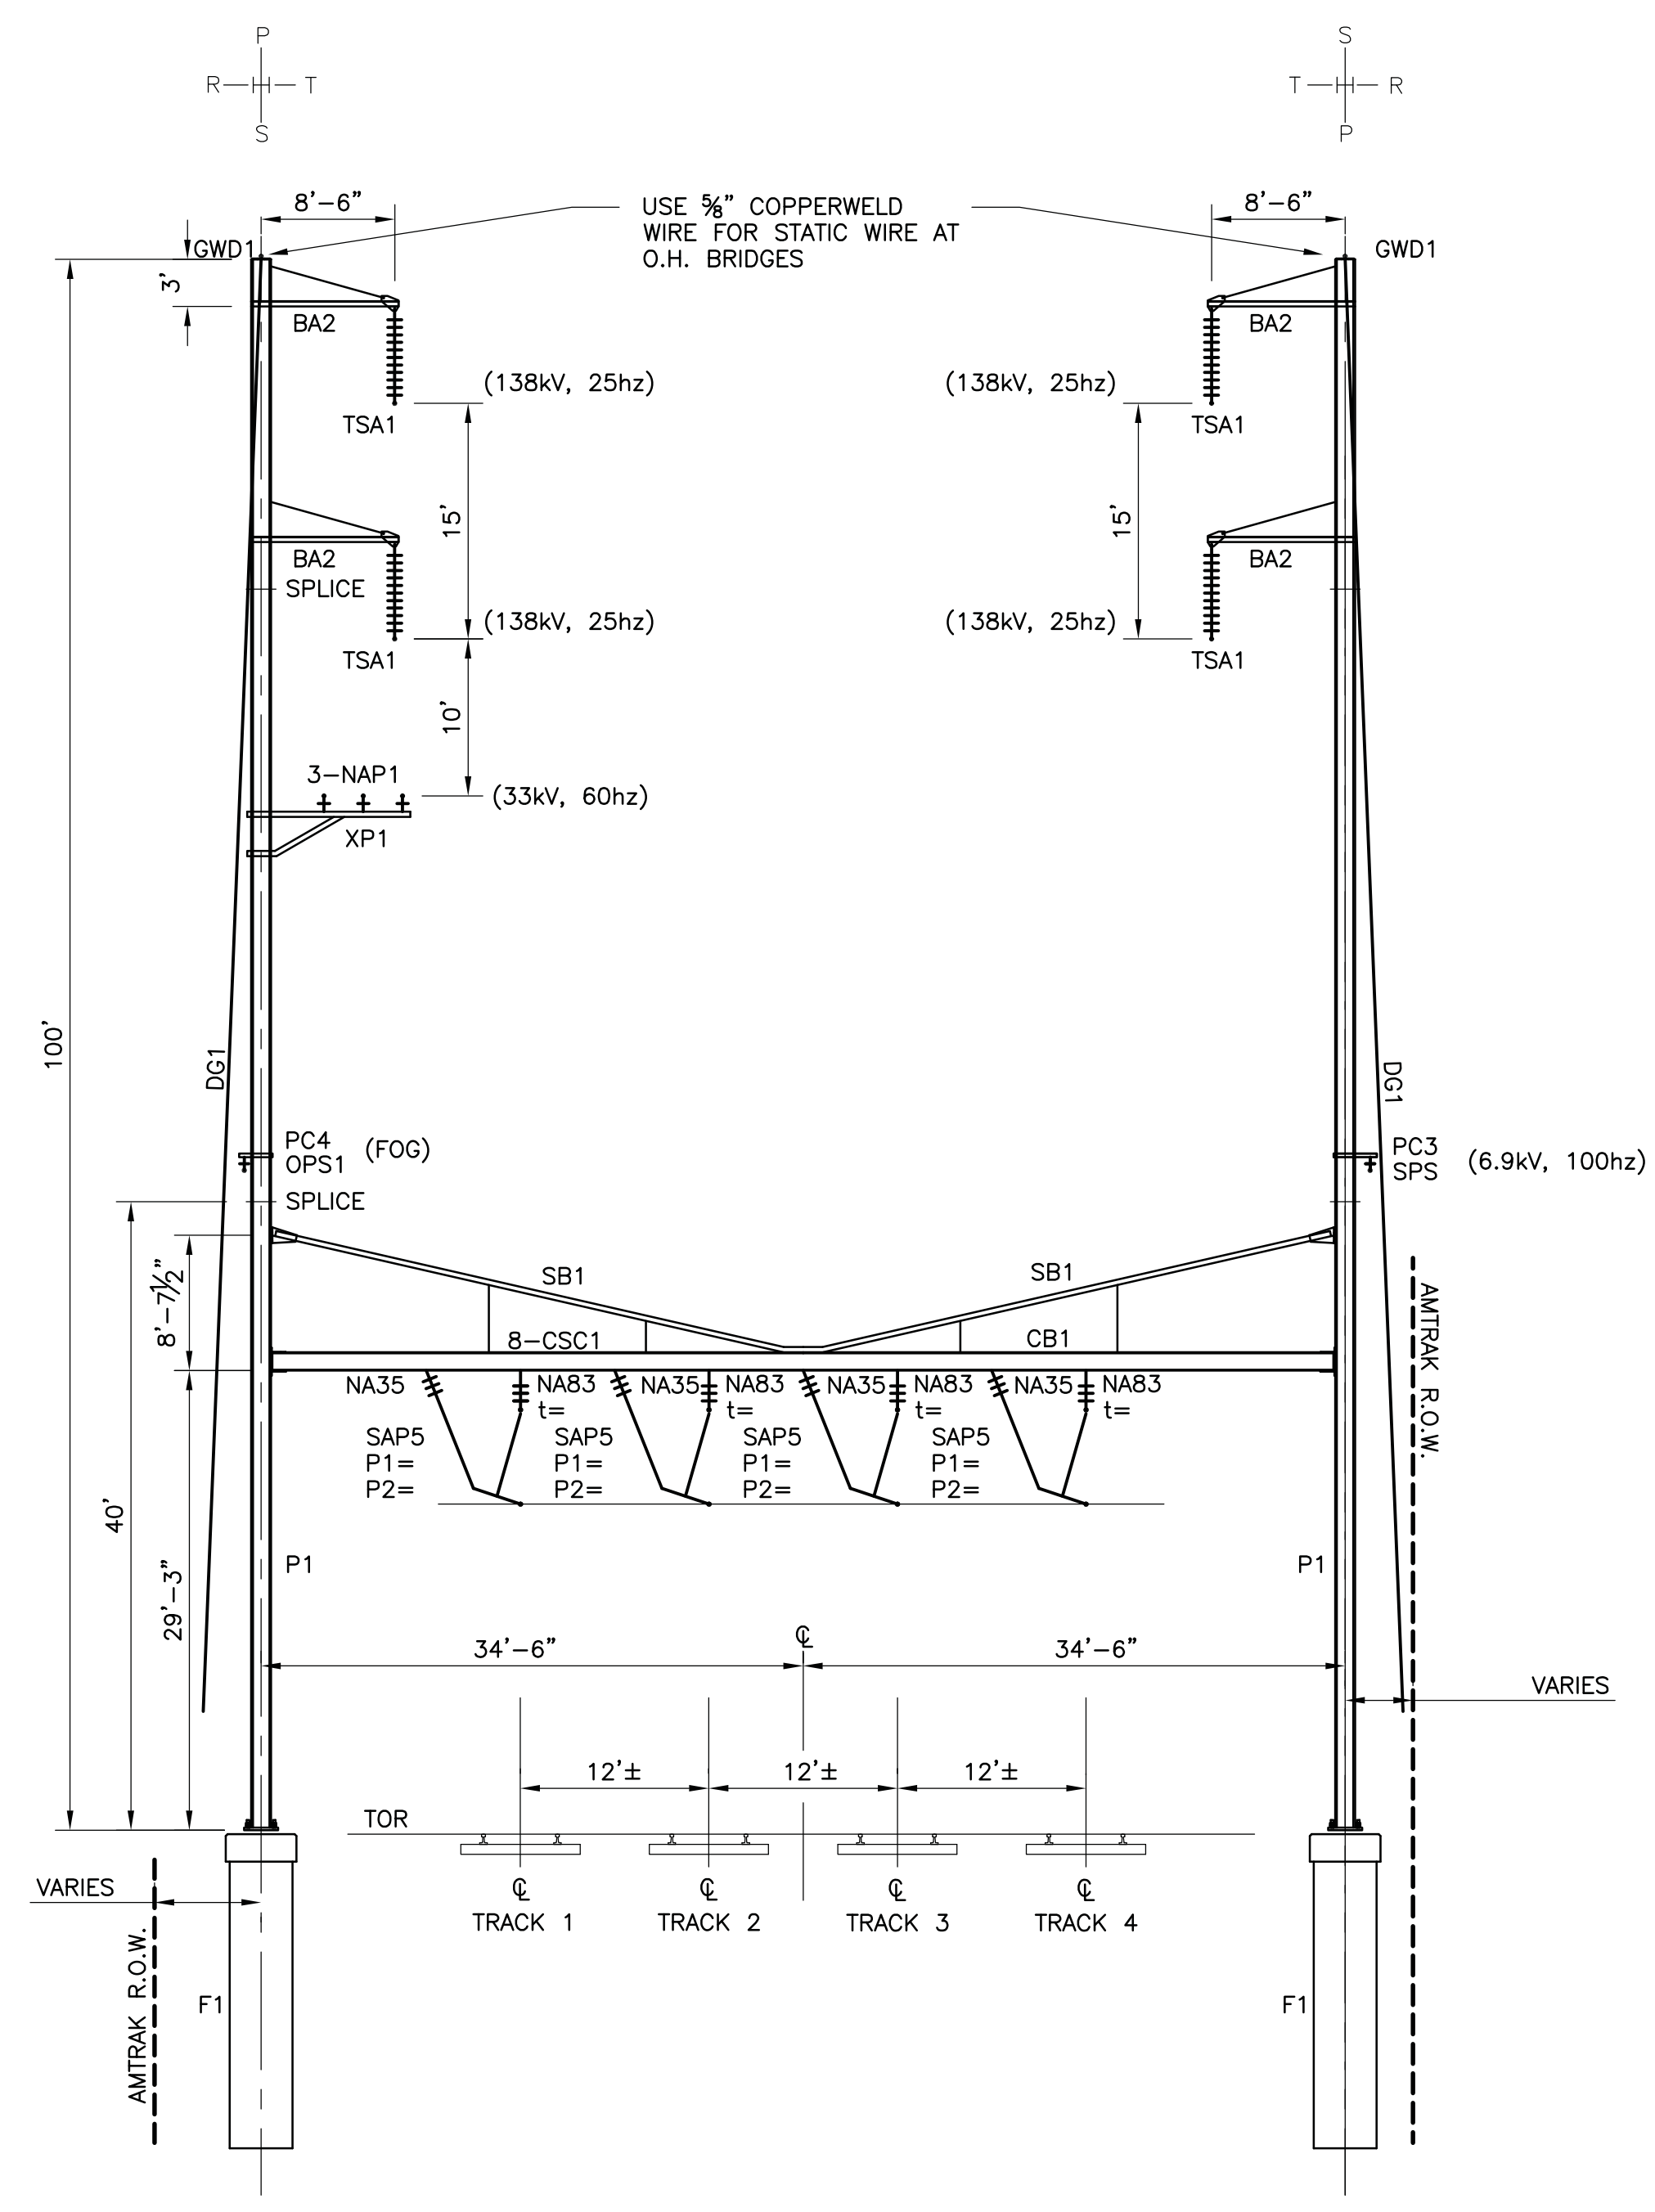 P
R H T
S
S
T H R
P
8'-6"
USE ⅝" COPPERWELD
WIRE FOR STATIC WIRE AT
O.H. BRIDGES
8'-6"
GWD1
GWD1
3'
BA2
BA2
(138kV, 25hz)
(138kV, 25hz)
TSA1
TSA1
15'
15'
BA2
BA2
SPLICE
(138kV, 25hz)
(138kV, 25hz)
TSA1
TSA1
10'
3-NAP1
(33kV, 60hz)
XP1
100'
DG1
DG1
PC4
OPS1
(FOG)
PC3
SPS
(6.9kV, 100hz)
SPLICE
8'-7½"
SB1
SB1
8-CSC1
CB1
AMTRAK R.O.W.
NA35
NA83
NA35
NA83
NA35
NA83
NA35
NA83
t=
t=
t=
t=
SAP5
SAP5
SAP5
SAP5
P1=
P1=
P1=
P1=
P2=
P2=
P2=
P2=
40'
29'-3"
P1
P1
34'-6"
℄
34'-6"
VARIES
12'±
12'±
12'±
TOR
VARIES
℄
℄
℄
℄
TRACK 1
TRACK 2
TRACK 3
TRACK 4
AMTRAK R.O.W.
F1
F1